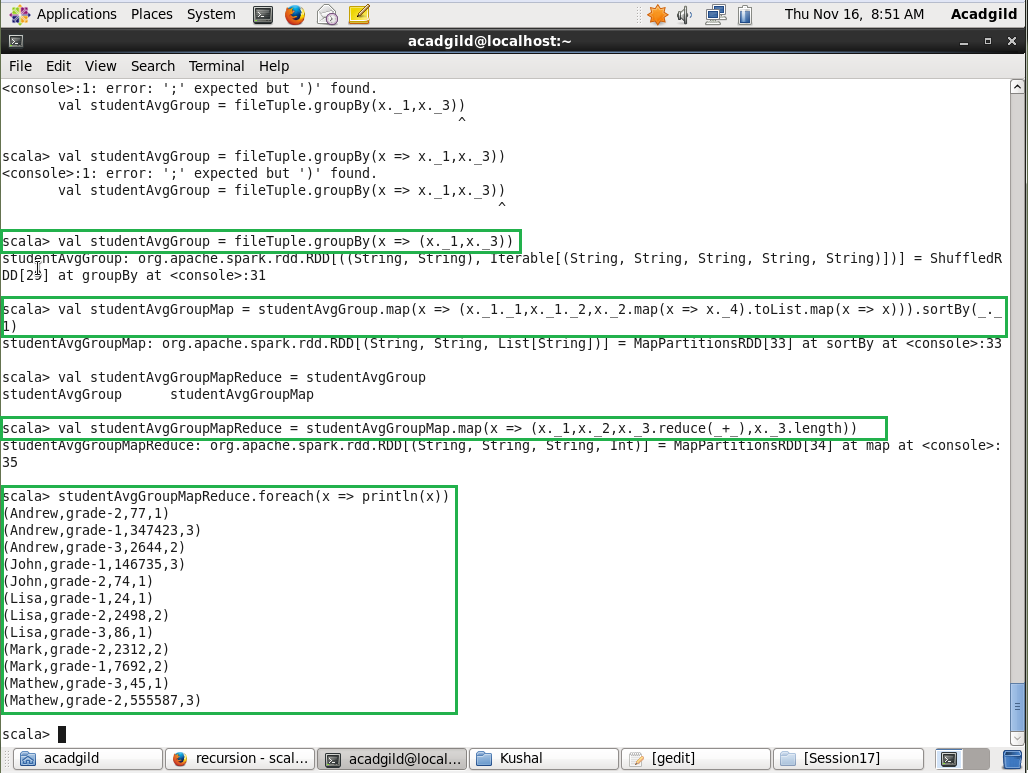 Applications Places System Thu Nov 16, 8:51 AM Acadgild
acadgild@localhost:~
File Edit View Search Terminal Help
<console>:1: error: ';' expected but ')' found.
       val studentAvgGroup = fileTuple.groupBy(x._1,x._3))
                                                         ^
scala> val studentAvgGroup = fileTuple.groupBy(x => x._1,x._3))
<console>:1: error: ';' expected but ')' found.
       val studentAvgGroup = fileTuple.groupBy(x => x._1,x._3))
                                                              ^
scala> val studentAvgGroup = fileTuple.groupBy(x => (x._1,x._3))
studentAvgGroup: org.apache.spark.rdd.RDD[((String, String), Iterable[(String, String, String, String, String)])] = ShuffledR
DD[29] at groupBy at <console>:31
scala> val studentAvgGroupMap = studentAvgGroup.map(x => (x._1._1,x._1._2,x._2.map(x => x._4).toList.map(x => x))).sortBy(_._
1)
studentAvgGroupMap: org.apache.spark.rdd.RDD[(String, String, List[String])] = MapPartitionsRDD[33] at sortBy at <console>:33
scala> val studentAvgGroupMapReduce = studentAvgGroup
studentAvgGroup      studentAvgGroupMap
scala> val studentAvgGroupMapReduce = studentAvgGroupMap.map(x => (x._1,x._2,x._3.reduce(_+_),x._3.length))
studentAvgGroupMapReduce: org.apache.spark.rdd.RDD[(String, String, String, Int)] = MapPartitionsRDD[34] at map at <console>:
35
scala> studentAvgGroupMapReduce.foreach(x => println(x))
(Andrew,grade-2,77,1)
(Andrew,grade-1,347423,3)
(Andrew,grade-3,2644,2)
(John,grade-1,146735,3)
(John,grade-2,74,1)
(Lisa,grade-1,24,1)
(Lisa,grade-2,2498,2)
(Lisa,grade-3,86,1)
(Mark,grade-2,2312,2)
(Mark,grade-1,7692,2)
(Mathew,grade-3,45,1)
(Mathew,grade-2,555587,3)
scala>
acadgild recursion - scal... acadgild@local... Kushal [gedit] [Session17]